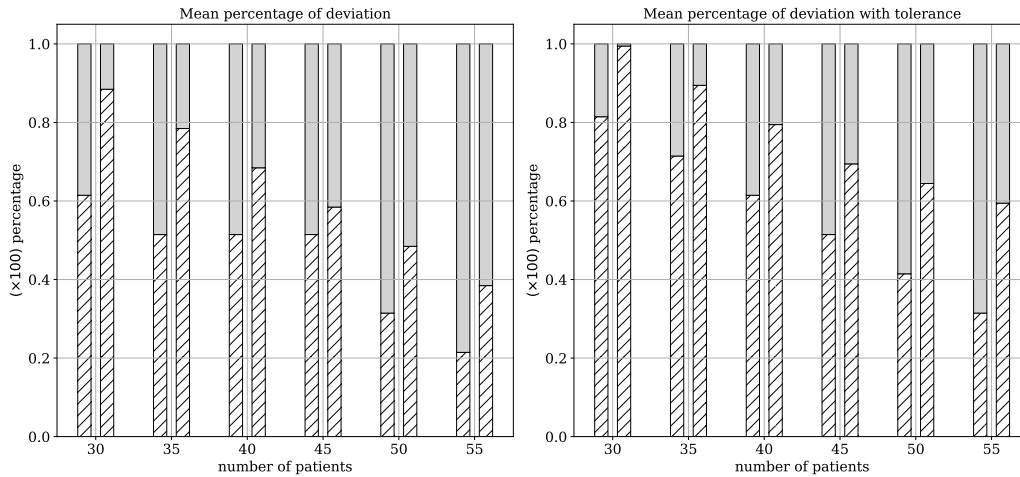 Mean percentage of deviation
1.0
0.8
0.6
0.4
0.2
0.0
(×100) percentage
30 35 40 45 50 55
number of patients
Mean percentage of deviation with tolerance
1.0
0.8
0.6
0.4
0.2
0.0
(×100) percentage
30 35 40 45 50 55
number of patients